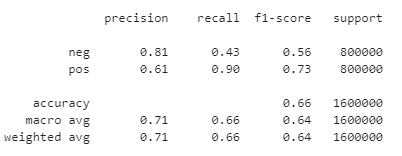 precision recall f1-score support
neg 0.81 0.43 0.56 800000
pos 0.61 0.90 0.73 800000
accuracy 0.66 1600000
macro avg 0.71 0.66 0.64 1600000
weighted avg 0.71 0.66 0.64 1600000